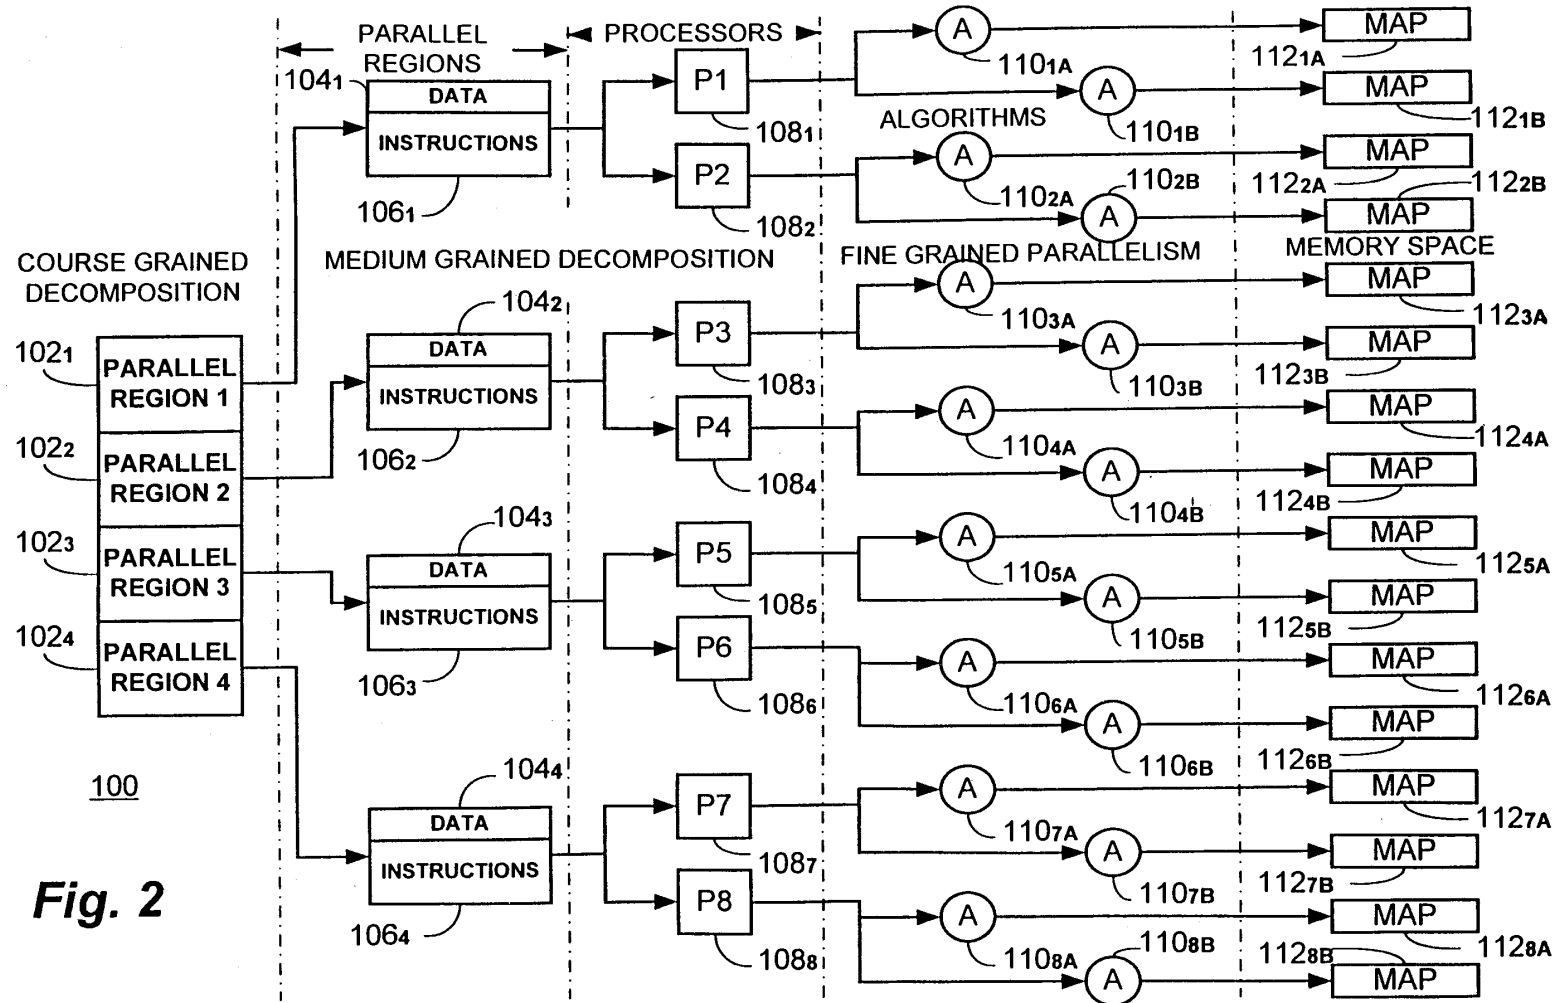 PARALLEL
REGIONS
PROCESSORS
104₁
DATA
INSTRUCTIONS
106₁
P1
108₁
P2
108₂
A
110₁A
A
110₁B
ALGORITHMS
A
110₂A
110₂B
A
MAP
112₁A
MAP
112₁B
MAP
112₂A
112₂B
MAP
COURSE GRAINED
DECOMPOSITION
MEDIUM GRAINED DECOMPOSITION
FINE GRAINED PARALLELISM
MEMORY SPACE
102₁
PARALLEL
REGION 1
102₂
PARALLEL
REGION 2
102₃
PARALLEL
REGION 3
102₄
PARALLEL
REGION 4
104₂
DATA
INSTRUCTIONS
106₂
P3
108₃
P4
108₄
A
110₃A
A
110₃B
A
110₄A
A
110₄B
MAP
112₃A
MAP
112₃B
MAP
112₄A
MAP
112₄B
104₃
DATA
INSTRUCTIONS
106₃
P5
108₅
P6
108₆
A
110₅A
A
110₅B
A
110₆A
A
110₆B
MAP
112₅A
MAP
112₅B
MAP
112₆A
MAP
112₆B
104₄
DATA
INSTRUCTIONS
106₄
P7
108₇
P8
108₈
A
110₇A
A
110₇B
A
110₈A
110₈B
A
MAP
112₇A
MAP
112₇B
MAP
112₈A
112₈B
MAP
100
Fig. 2